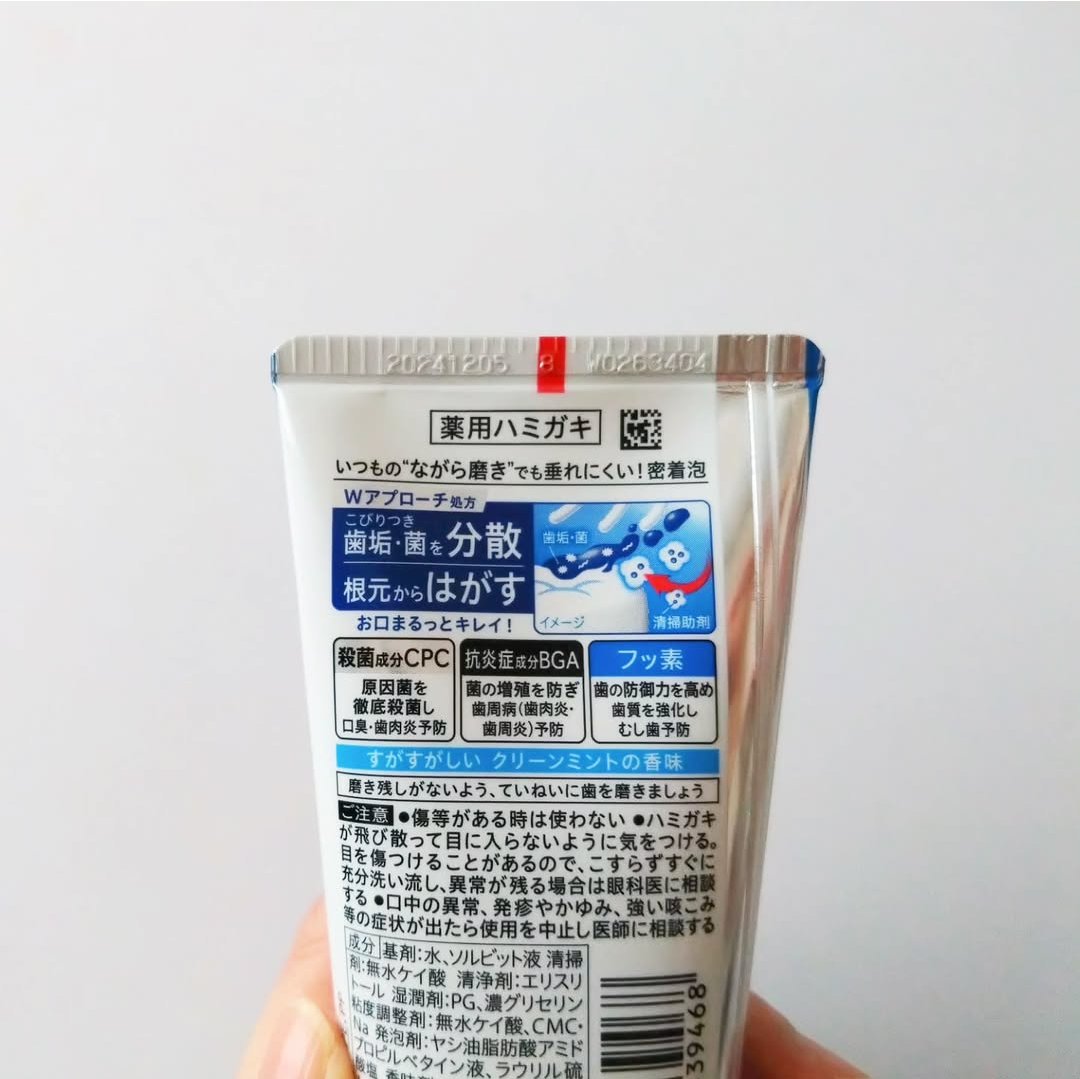 20241205 8 W0263404
薬用ハミガキ
いつもの“ながら磨き”でも垂れにくい！密着泡
Wアプローチ処方
こびりつき
歯垢・菌を分散
根元からはがす
お口まるっとキレイ！
歯垢・菌
イメージ
清掃助剤
殺菌成分CPC
原因菌を
徹底殺菌し
口臭・歯肉炎予防
抗炎症成分BGA
菌の増殖を防ぎ
歯周病（歯肉炎・
歯周炎）予防
フッ素
歯の防御力を高め
歯質を強化し
むし歯予防
すがすがしい クリーンミントの香味
磨き残しがないよう、ていねいに歯を磨きましょう
ご注意 ●傷等がある時は使わない ●ハミガキ
が飛び散って目に入らないように気をつける。
目を傷つけることがあるので、こすらずすぐに
充分洗い流し、異常が残る場合は眼科医に相談
する ●口中の異常、発疹やかゆみ、強い咳こみ
等の症状が出たら使用を中止し医師に相談する
成分 基剤：水、ソルビット液 清掃
剤：無水ケイ酸 清浄剤：エリスリ
トール 湿潤剤：PG、濃グリセリン
粘度調整剤：無水ケイ酸、CMC・
Na 発泡剤：ヤシ油脂肪酸アミド
プロピルベタイン液、ラウリル硫
酸塩 香味剤